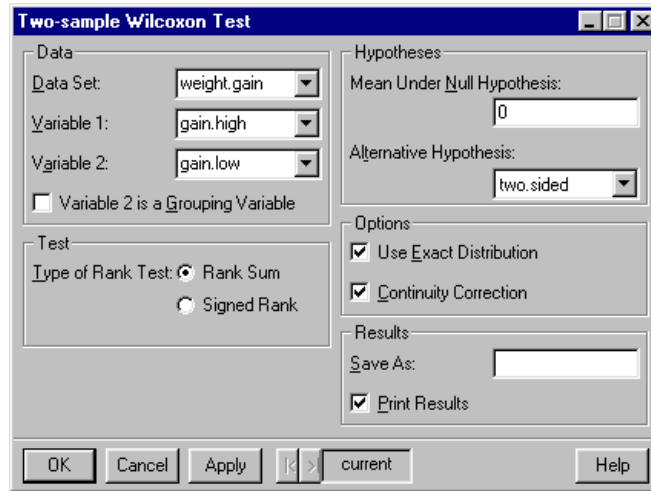 Two-sample Wilcoxon Test
Data
Data Set: weight.gain
Variable 1: gain.high
Variable 2: gain.low
Variable 2 is a Grouping Variable
Test
Type of Rank Test: Rank Sum
Signed Rank
Hypotheses
Mean Under Null Hypothesis:
0
Alternative Hypothesis:
two.sided
Options
Use Exact Distribution
Continuity Correction
Results
Save As:
Print Results
OK Cancel Apply current Help